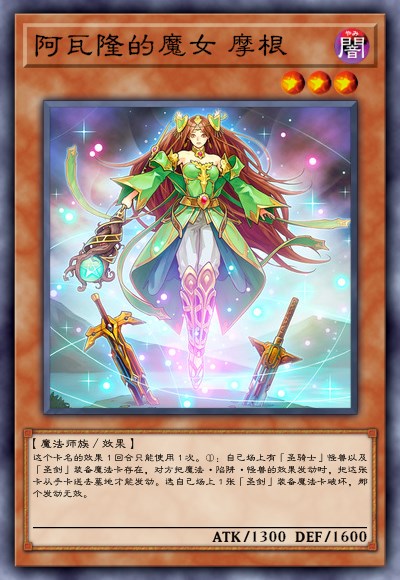 阿瓦隆的魔女 摩根
やみ
闇
【魔法师族／效果】
这个卡名的效果1回合只能使用1次。①：自己场上有「圣骑士」怪兽以及
「圣剑」装备魔法卡存在，对方把魔法·陷阱·怪兽的效果发动时，把这张
卡从手卡送去墓地才能发动。选自己场上1张「圣剑」装备魔法卡破坏，那
个发动无效。
ATK/1300 DEF/1600